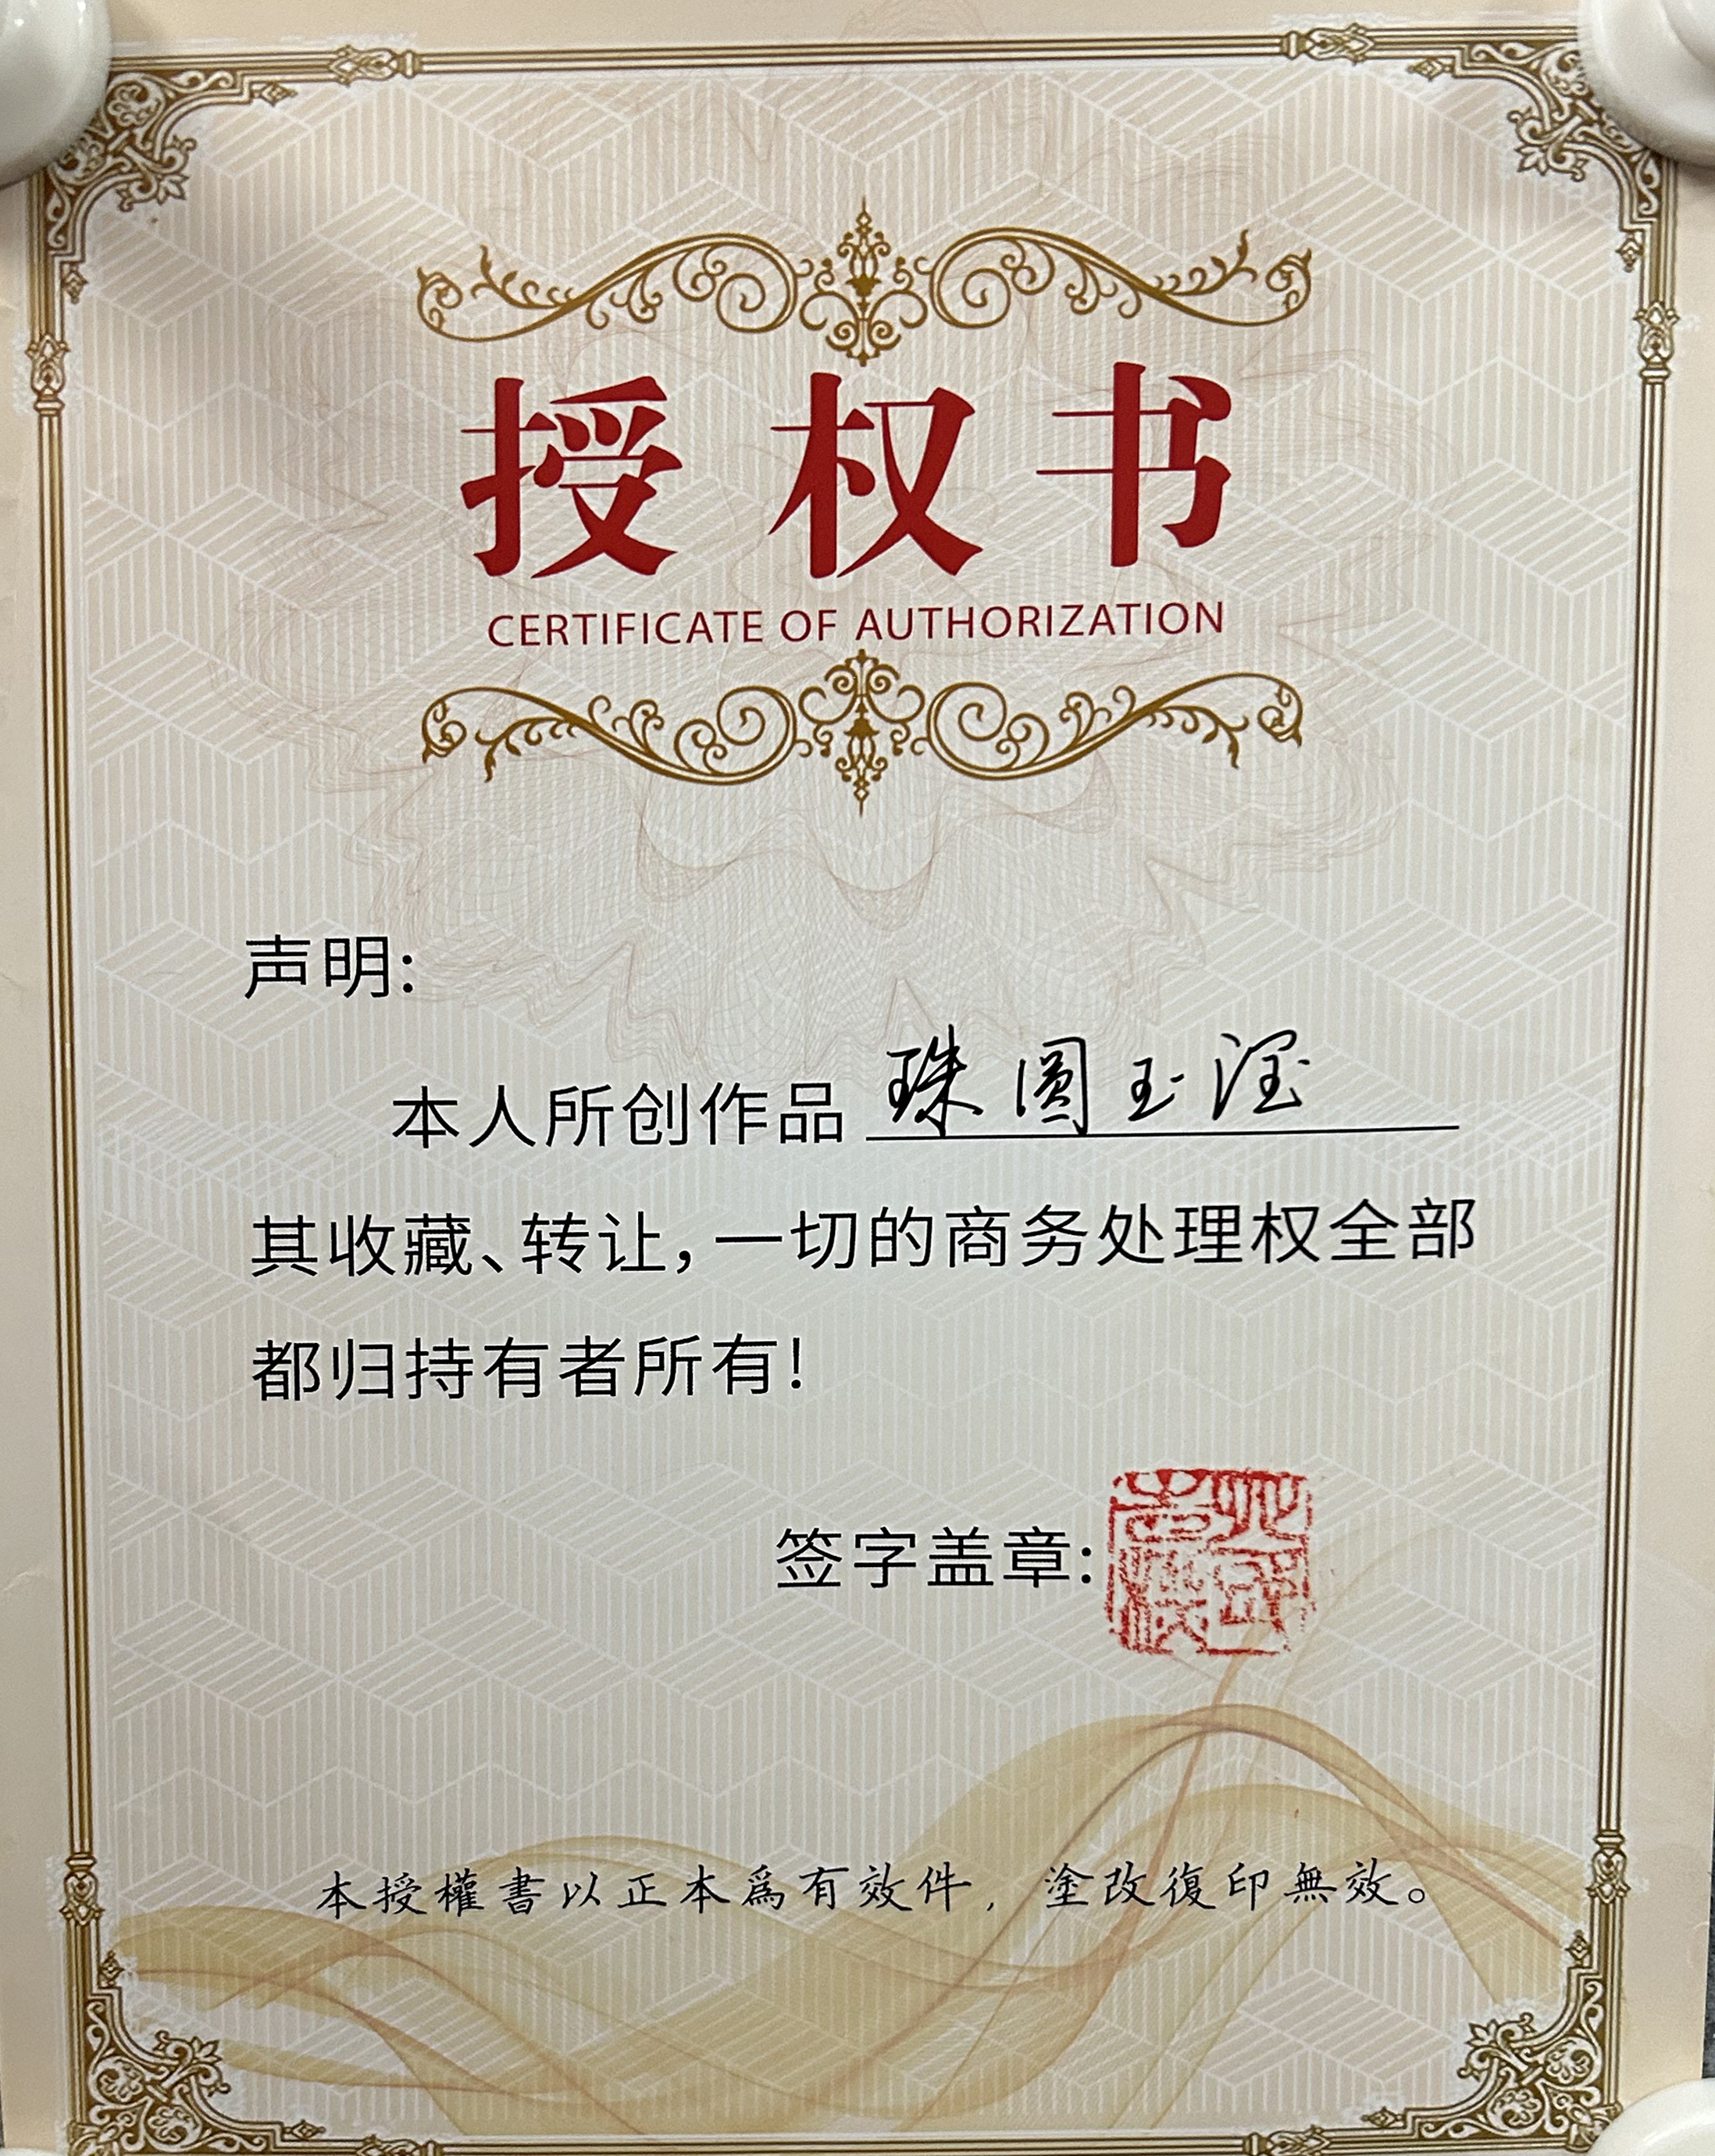 授权书
CERTIFICATE OF AUTHORIZATION
声明:
本人所创作品 珠圆玉润
其收藏、转让,一切的商务处理权全部
都归持有者所有!
签字盖章:
本授權書以正本為有效件，塗改復印無效。